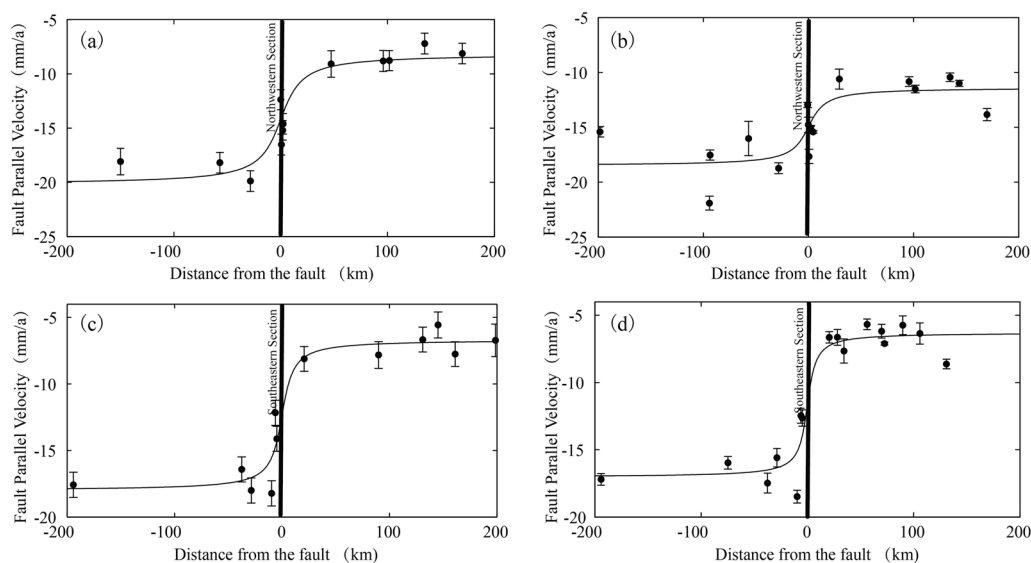 (a)
Fault Parallel Velocity (mm/a)
-5
-10
-15
-20
-25
Northwestern Section
-200
-100
0
100
200
Distance from the fault (km)
(b)
Fault Parallel Velocity (mm/a)
-5
-10
-15
-20
-25
Northwestern Section
-200
-100
0
100
200
Distance from the fault (km)
(c)
Fault Parallel Velocity (mm/a)
-5
-10
-15
-20
Southeastern Section
-200
-100
0
100
200
Distance from the fault (km)
(d)
Fault Parallel Velocity (mm/a)
-5
-10
-15
-20
Southeastern Section
-200
-100
0
100
200
Distance from the fault (km)